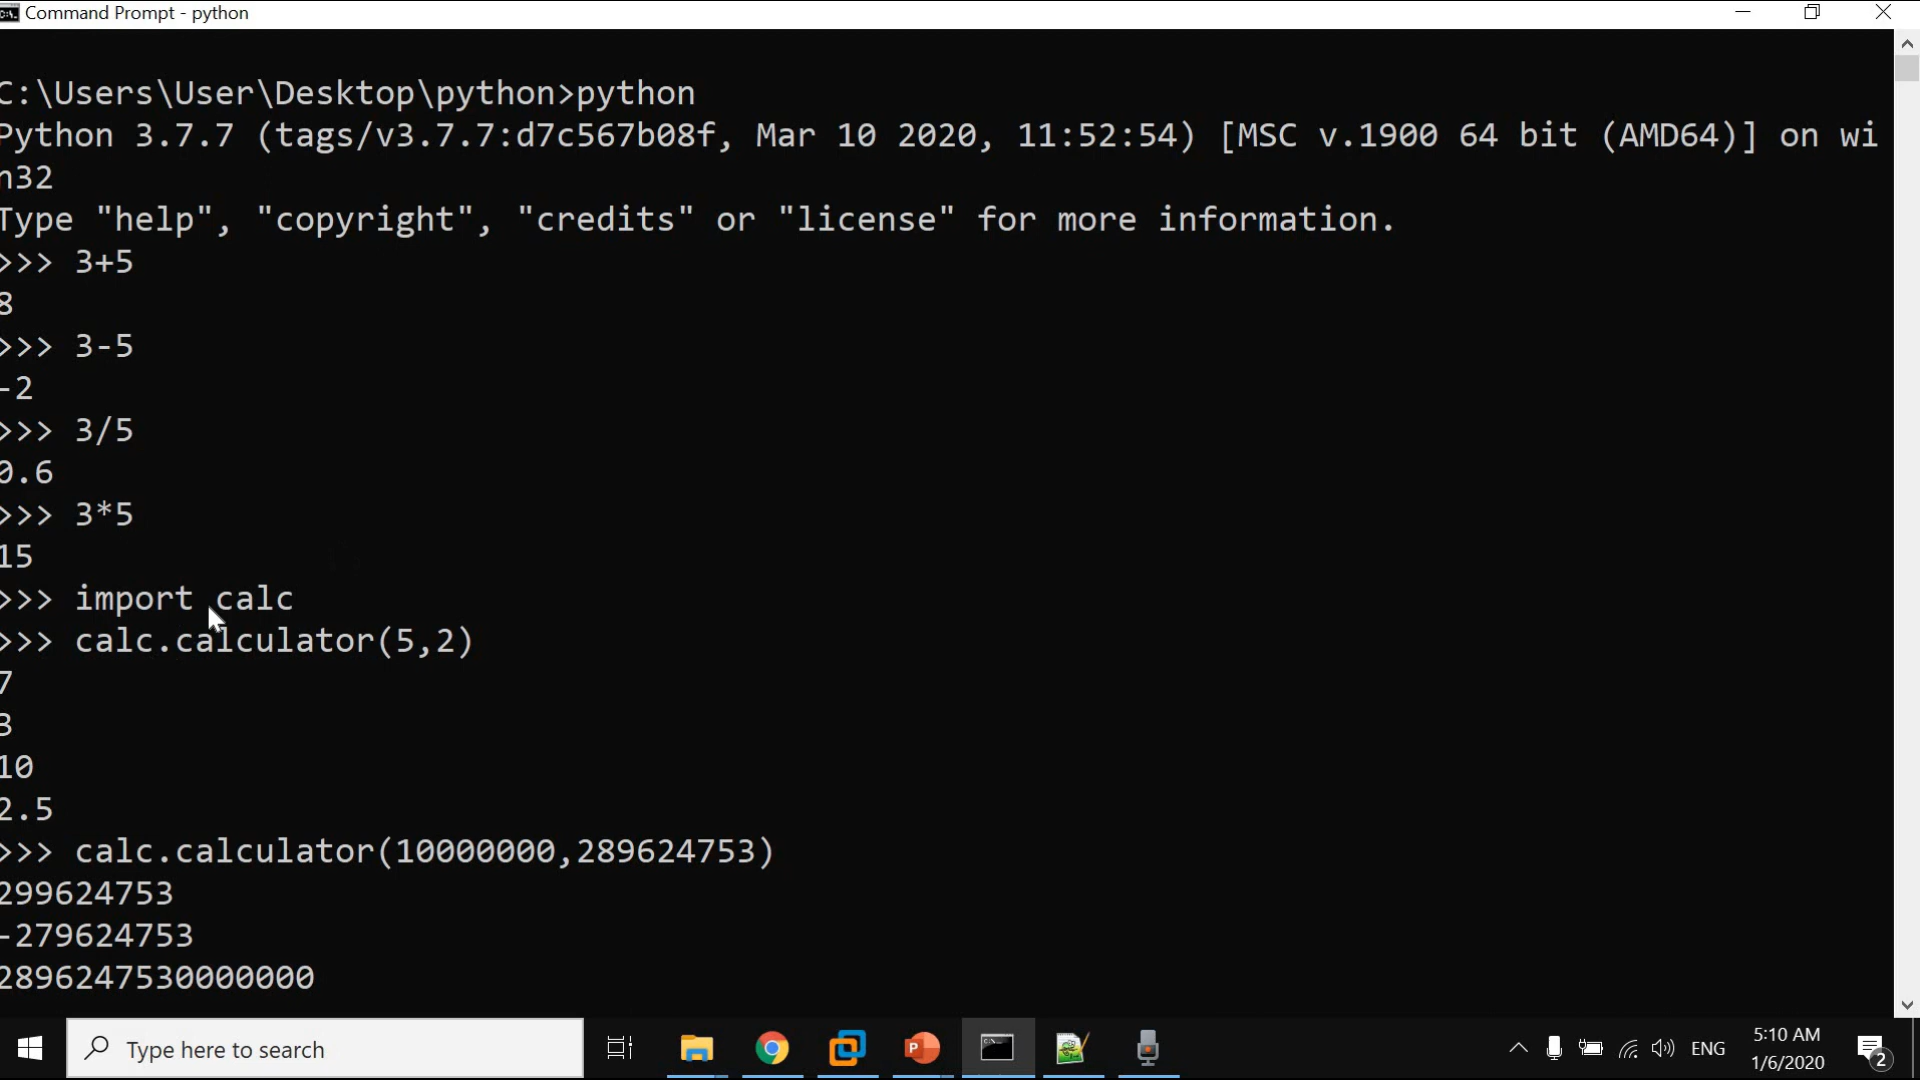 Command Prompt - python
C:\Users\User\Desktop\python>python
Python 3.7.7 (tags/v3.7.7:d7c567b08f, Mar 10 2020, 11:52:54) [MSC v.1900 64 bit (AMD64)] on wi
n32
Type "help", "copyright", "credits" or "license" for more information.
>>> 3+5
8
>>> 3-5
-2
>>> 3/5
0.6
>>> 3*5
15
>>> import calc
>>> calc.calculator(5,2)
7
3
10
2.5
>>> calc.calculator(10000000,289624753)
299624753
-279624753
2896247530000000
Type here to search
P
ENG
5:10 AM
1/6/2020
2